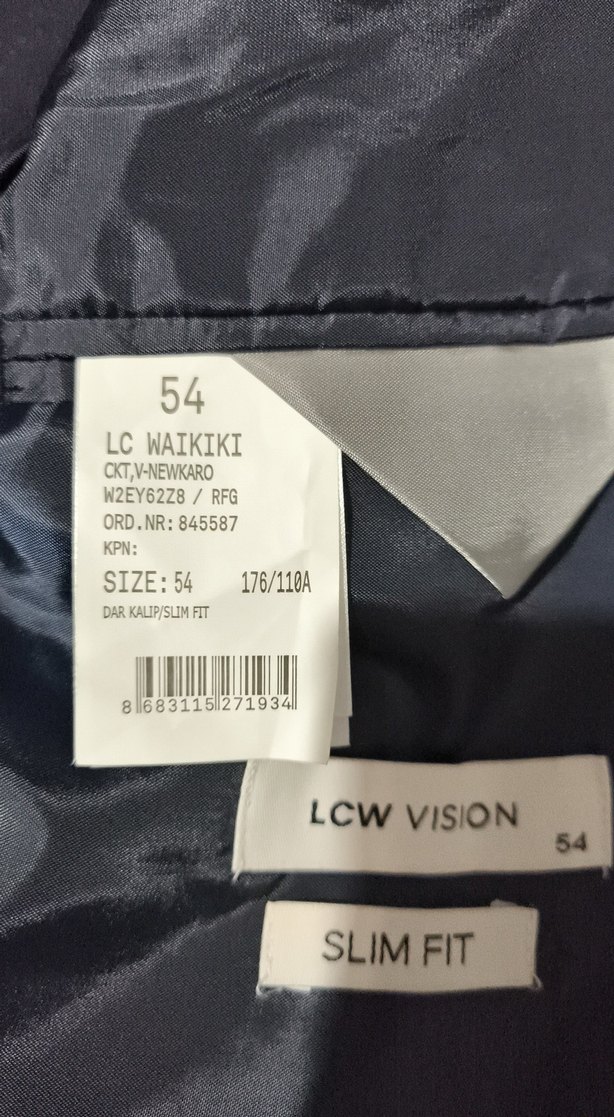 54
LC WAIKIKI
CKT,V-NEWKARO
W2EY62Z8 / RFG
ORD.NR:845587
KPN:
SIZE:54 176/110A
DAR KALIP/SLIM FIT
8 683115 271934
LCW VISION
54
SLIM FIT